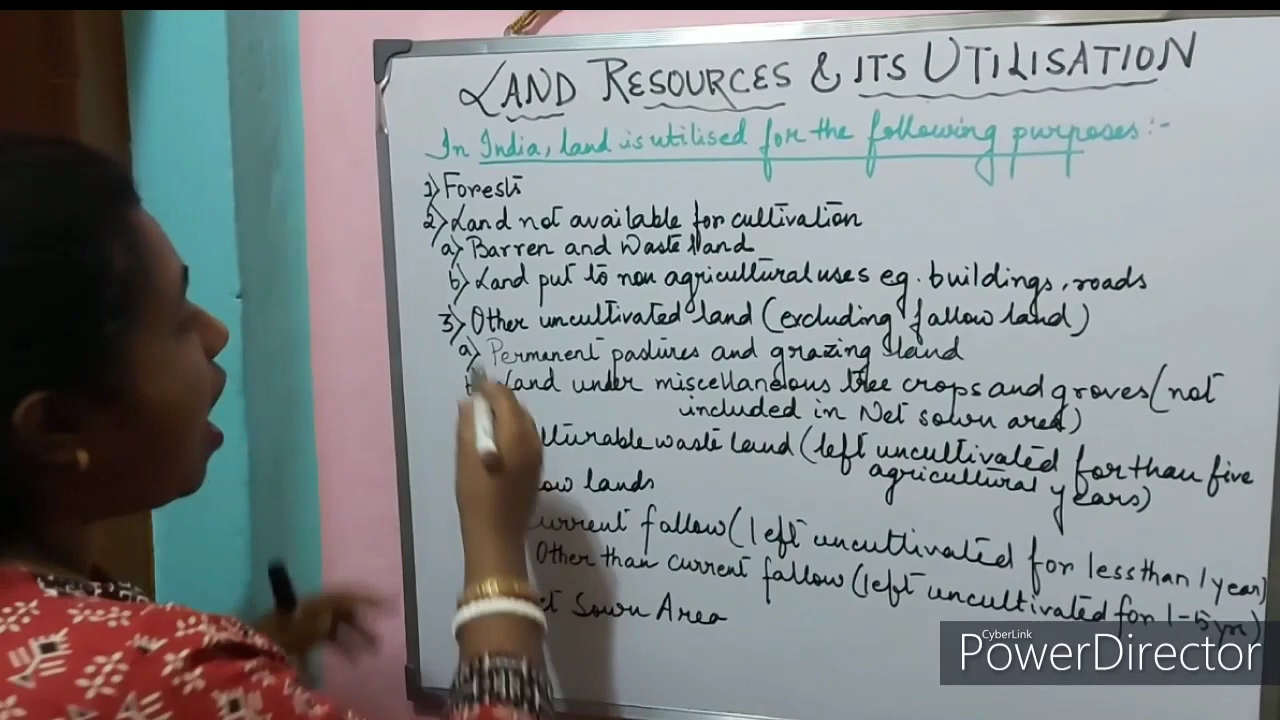 LAND RESOURCES & ITS UTILISATION
In India, land is utilised for the following purposes:-
1) Forests
2) Land not available for cultivation
a) Barren and Waste land
b) Land put to non agricultural uses eg. buildings, roads
3) Other uncultivated land (excluding fallow land)
a) Permanent pastures and grazing land
Land under miscellaneous tree crops and groves (not
included in Net sown area)
lturable waste land (left uncultivated for than five
agricultural years)
ow lands
urrent fallow (left uncultivated for less than 1 year)
Other than current fallow (left uncultivated for 1-5 yr)
et Sown Area
CyberLink
PowerDirector